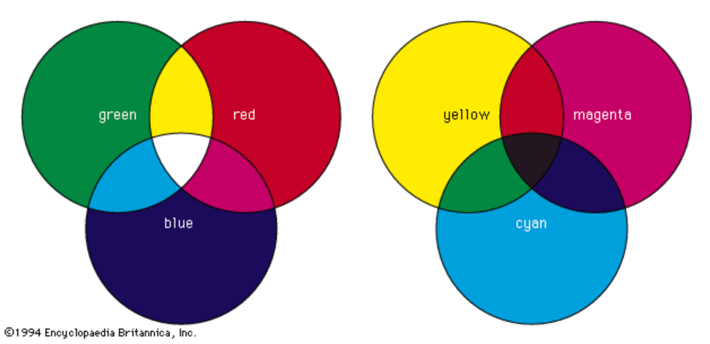 green red
blue
yellow magenta
cyan
©1994 Encyclopaedia Britannica, Inc.